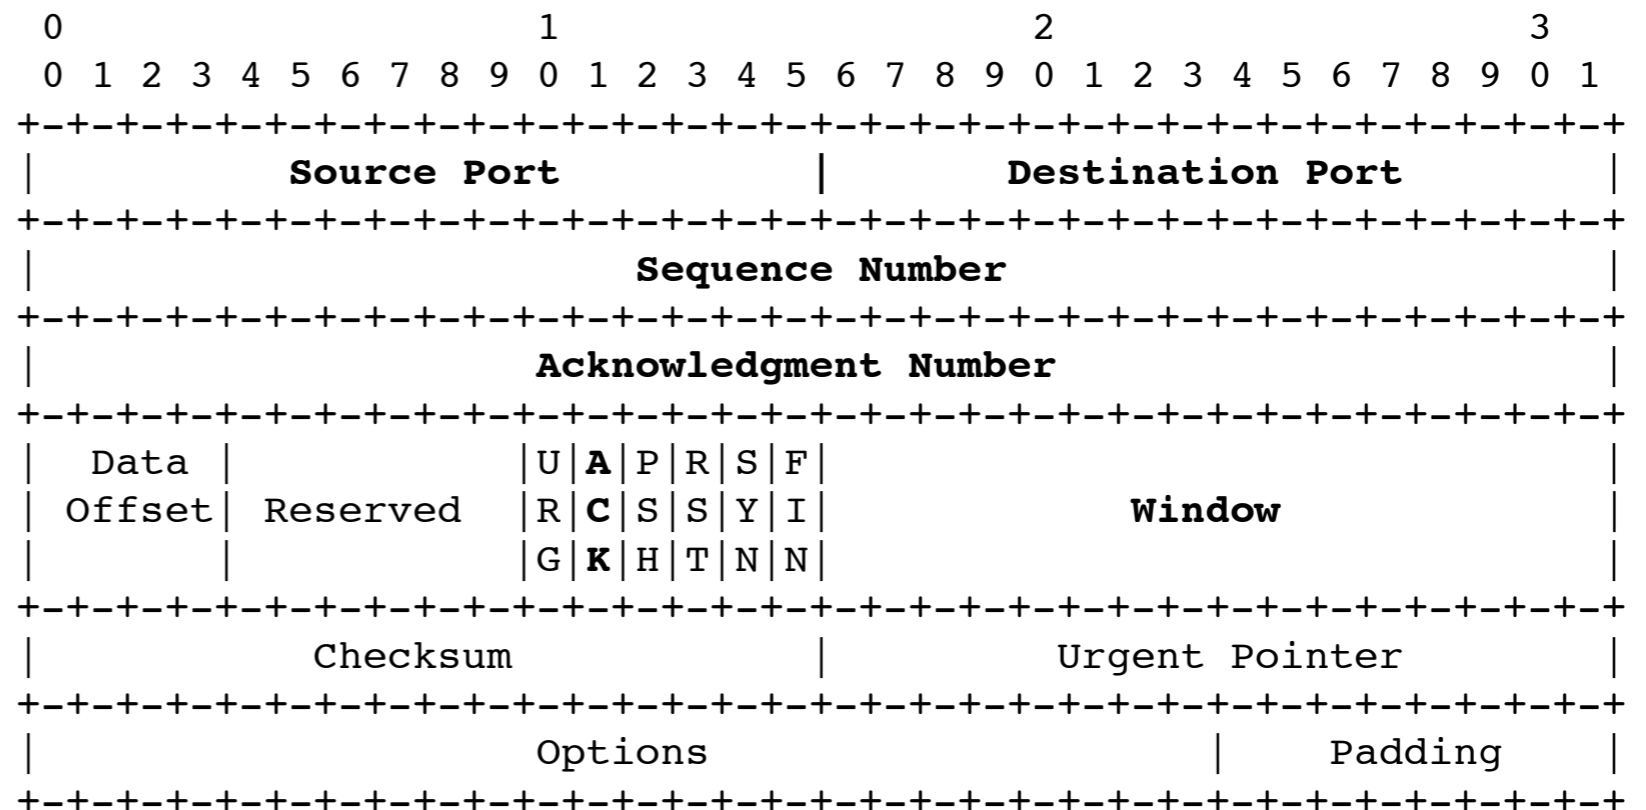 0                   1                   2                   3
 0 1 2 3 4 5 6 7 8 9 0 1 2 3 4 5 6 7 8 9 0 1 2 3 4 5 6 7 8 9 0 1
+-+-+-+-+-+-+-+-+-+-+-+-+-+-+-+-+-+-+-+-+-+-+-+-+-+-+-+-+-+-+-+-+
|          Source Port          |       Destination Port        |
+-+-+-+-+-+-+-+-+-+-+-+-+-+-+-+-+-+-+-+-+-+-+-+-+-+-+-+-+-+-+-+-+
|                        Sequence Number                        |
+-+-+-+-+-+-+-+-+-+-+-+-+-+-+-+-+-+-+-+-+-+-+-+-+-+-+-+-+-+-+-+-+
|                    Acknowledgment Number                      |
+-+-+-+-+-+-+-+-+-+-+-+-+-+-+-+-+-+-+-+-+-+-+-+-+-+-+-+-+-+-+-+-+
|  Data |           |U|A|P|R|S|F|                               |
| Offset| Reserved  |R|C|S|S|Y|I|            Window             |
|       |           |G|K|H|T|N|N|                               |
+-+-+-+-+-+-+-+-+-+-+-+-+-+-+-+-+-+-+-+-+-+-+-+-+-+-+-+-+-+-+-+-+
|           Checksum            |         Urgent Pointer        |
+-+-+-+-+-+-+-+-+-+-+-+-+-+-+-+-+-+-+-+-+-+-+-+-+-+-+-+-+-+-+-+-+
|                    Options                    |    Padding    |
+-+-+-+-+-+-+-+-+-+-+-+-+-+-+-+-+-+-+-+-+-+-+-+-+-+-+-+-+-+-+-+-+